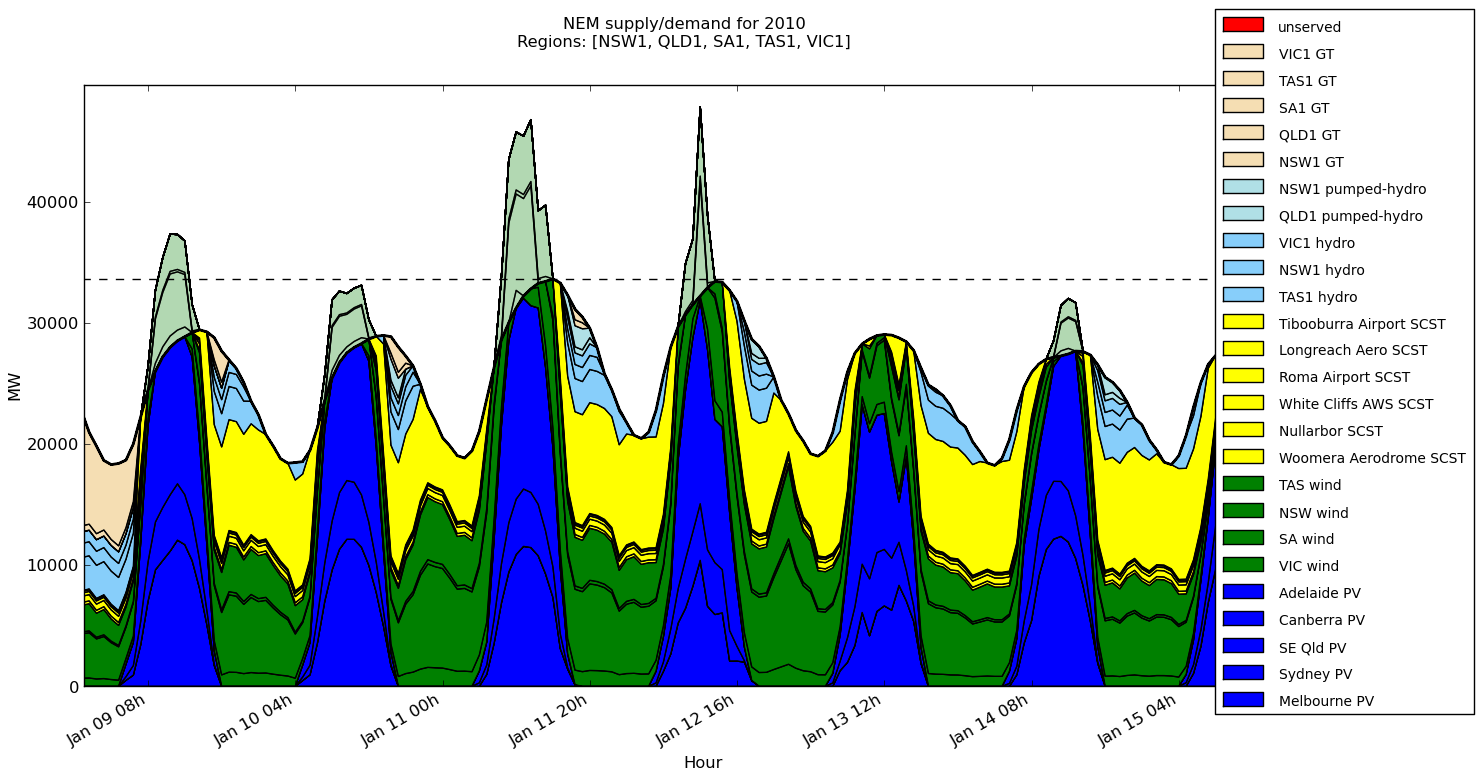 NEM supply/demand for 2010
Regions: [NSW1, QLD1, SA1, TAS1, VIC1]
MW
40000
30000
20000
10000
0
Jan 09 08h
Jan 10 04h
Jan 11 00h
Jan 11 20h
Jan 12 16h
Jan 13 12h
Jan 14 08h
Jan 15 04h
Hour
unserved
VIC1 GT
TAS1 GT
SA1 GT
QLD1 GT
NSW1 GT
NSW1 pumped-hydro
QLD1 pumped-hydro
VIC1 hydro
NSW1 hydro
TAS1 hydro
Tibooburra Airport SCST
Longreach Aero SCST
Roma Airport SCST
White Cliffs AWS SCST
Nullarbor SCST
Woomera Aerodrome SCST
TAS wind
NSW wind
SA wind
VIC wind
Adelaide PV
Canberra PV
SE Qld PV
Sydney PV
Melbourne PV